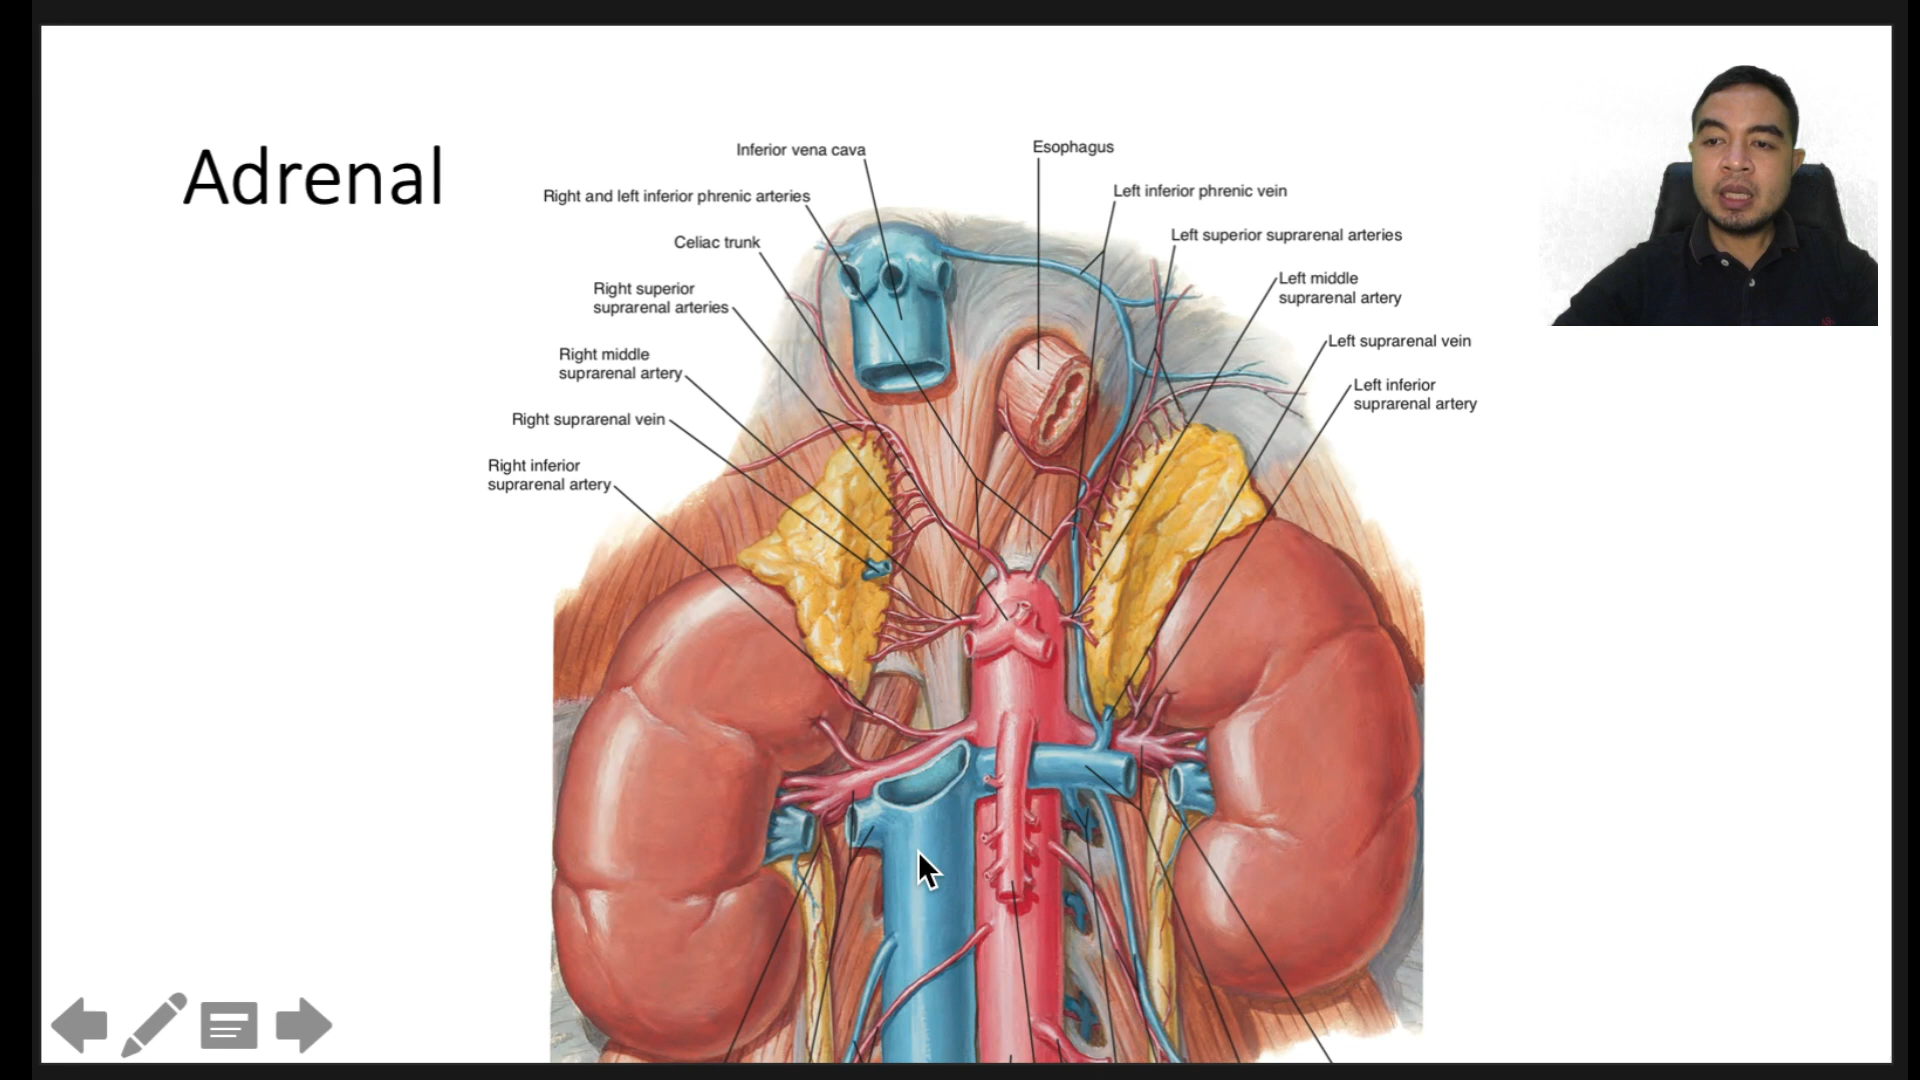 Adrenal
Inferior vena cava
Right and left inferior phrenic arteries
Celiac trunk
Right superior
suprarenal arteries
Right middle
suprarenal artery
Right suprarenal vein
Right inferior
suprarenal artery
Esophagus
Left inferior phrenic vein
Left superior suprarenal arteries
Left middle
suprarenal artery
Left suprarenal vein
Left inferior
suprarenal artery